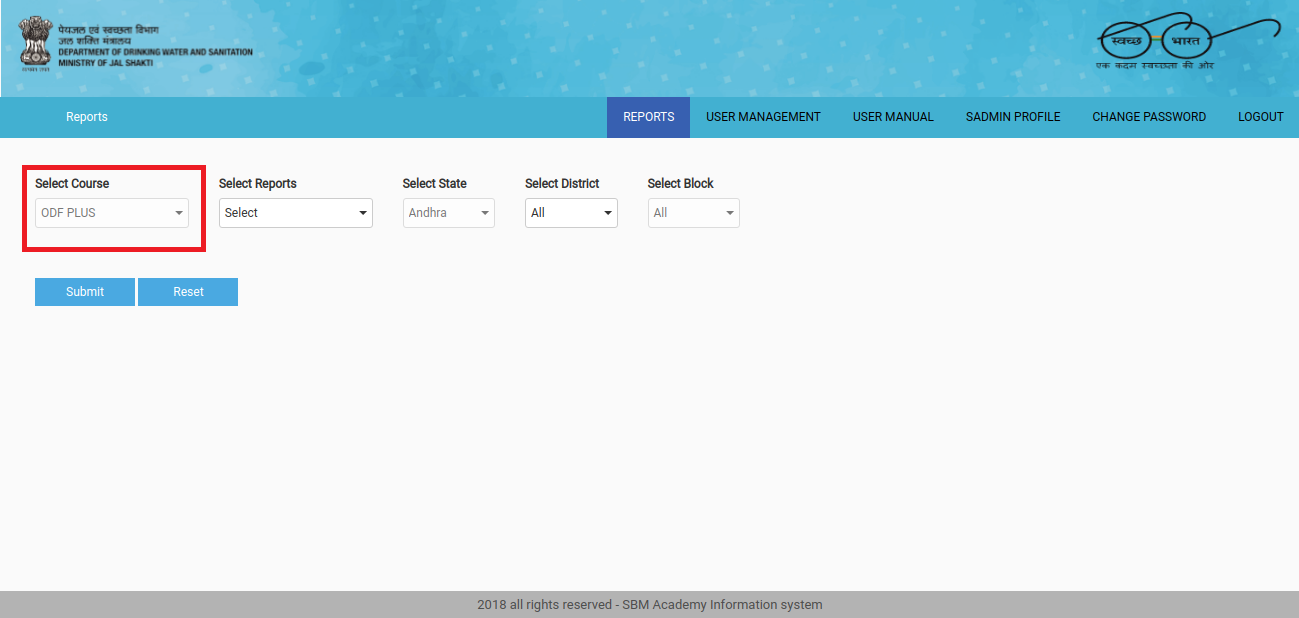 पेयजल एवं स्वच्छता विभाग
जल शक्ति मंत्रालय
DEPARTMENT OF DRINKING WATER AND SANITATION
MINISTRY OF JAL SHAKTI
सत्यमेव जयते
स्वच्छ भारत
एक कदम स्वच्छता की ओर
Reports
REPORTS USER MANAGEMENT USER MANUAL SADMIN PROFILE CHANGE PASSWORD LOGOUT
Select Course Select Reports Select State Select District Select Block
ODF PLUS Select Andhra All All
Submit Reset
2018 all rights reserved - SBM Academy Information system